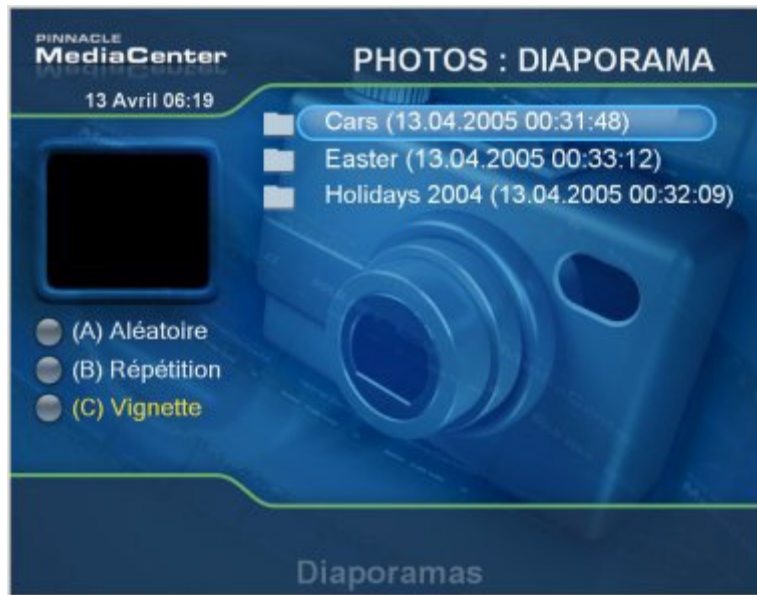 PINNACLE
MediaCenter
PHOTOS : DIAPORAMA
13 Avril 06:19
Cars (13.04.2005 00:31:48)
Easter (13.04.2005 00:33:12)
Holidays 2004 (13.04.2005 00:32:09)
(A) Aléatoire
(B) Répétition
(C) Vignette
Diaporamas